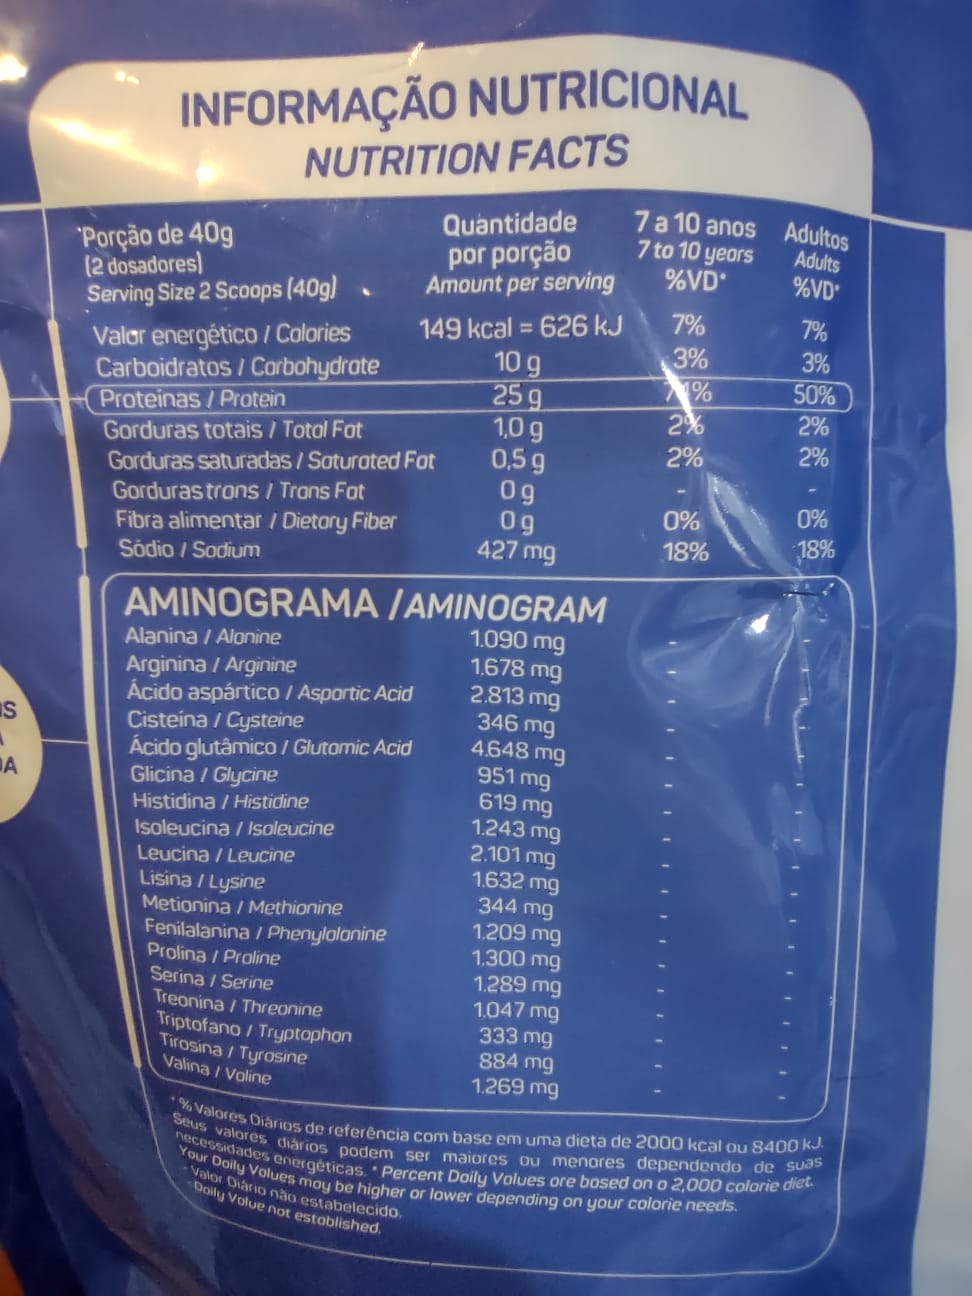 INFORMAÇÃO NUTRICIONAL
NUTRITION FACTS
Porção de 40g
(2 dosadores)
Serving Size 2 Scoops (40g)
Quantidade
por porção
Amount per serving
7 a 10 anos
7 to 10 years
%VD*
Adultos
Adults
%VD*
Valor energético / Calories 149 kcal = 626 kJ 7% 7%
Carboidratos / Carbohydrate 10 g 3% 3%
Proteínas / Protein 25 g 74% 50%
Gorduras totais / Total Fat 1,0 g 2% 2%
Gorduras saturadas / Saturated Fat 0,5 g 2% 2%
Gorduras trans / Trans Fat 0 g - -
Fibra alimentar / Dietary Fiber 0 g 0% 0%
Sódio / Sodium 427 mg 18% 18%
AMINOGRAMA / AMINOGRAM
Alanina / Alanine 1.090 mg - -
Arginina / Arginine 1.678 mg - -
Ácido aspártico / Aspartic Acid 2.813 mg - -
Cisteína / Cysteine 346 mg - -
Ácido glutâmico / Glutamic Acid 4.648 mg - -
Glicina / Glycine 951 mg - -
Histidina / Histidine 619 mg - -
Isoleucina / Isoleucine 1.243 mg - -
Leucina / Leucine 2.101 mg - -
Lisina / Lysine 1.632 mg - -
Metionina / Methionine 344 mg - -
Fenilalanina / Phenylalanine 1.209 mg - -
Prolina / Proline 1.300 mg - -
Serina / Serine 1.289 mg - -
Treonina / Threonine 1.047 mg - -
Triptofano / Tryptophan 333 mg - -
Tirosina / Tyrosine 884 mg - -
Valina / Valine 1.269 mg - -
* % Valores Diários de referência com base em uma dieta de 2000 kcal ou 8400 kJ.
Seus valores diários podem ser maiores ou menores dependendo de suas
necessidades energéticas. * Percent Daily Values are based on a 2,000 calorie diet.
Your Daily Values may be higher or lower depending on your calorie needs.
- Valor Diário não estabelecido.
- Daily Value not established.